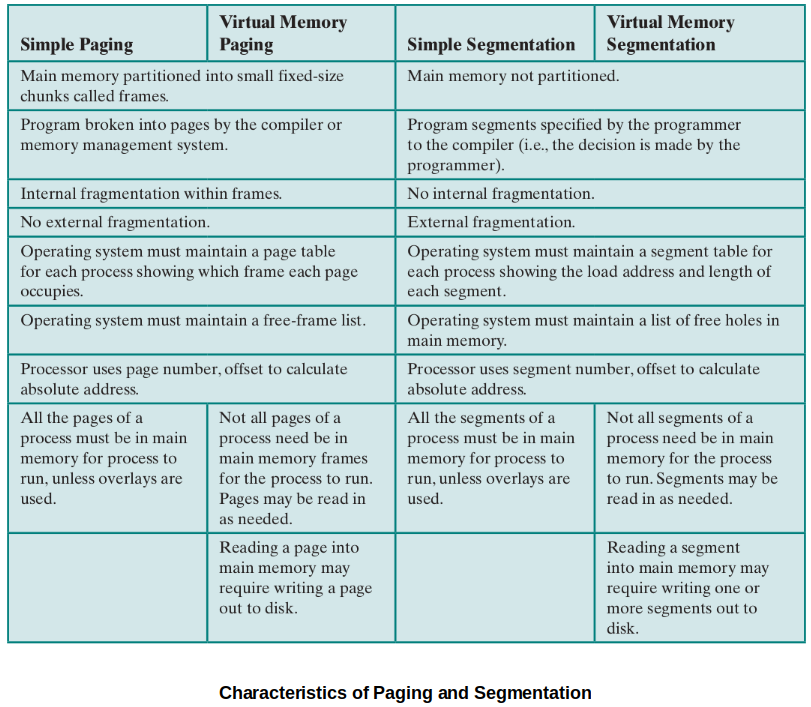 Simple Paging
Virtual Memory
Paging
Simple Segmentation
Virtual Memory
Segmentation
Main memory partitioned into small fixed-size
chunks called frames.
Main memory not partitioned.
Program broken into pages by the compiler or
memory management system.
Program segments specified by the programmer
to the compiler (i.e., the decision is made by the
programmer).
Internal fragmentation within frames.
No internal fragmentation.
No external fragmentation.
External fragmentation.
Operating system must maintain a page table
for each process showing which frame each page
occupies.
Operating system must maintain a segment table for
each process showing the load address and length of
each segment.
Operating system must maintain a free-frame list.
Operating system must maintain a list of free holes in
main memory.
Processor uses page number, offset to calculate
absolute address.
Processor uses segment number, offset to calculate
absolute address.
All the pages of a
process must be in main
memory for process to
run, unless overlays are
used.
Not all pages of a
process need be in
main memory frames
for the process to run.
Pages may be read in
as needed.
All the segments of a
process must be in main
memory for process to
run, unless overlays are
used.
Not all segments of a
process need be in main
memory for the process
to run. Segments may be
read in as needed.
Reading a page into
main memory may
require writing a page
out to disk.
Reading a segment
into main memory may
require writing one or
more segments out to
disk.
Characteristics of Paging and Segmentation